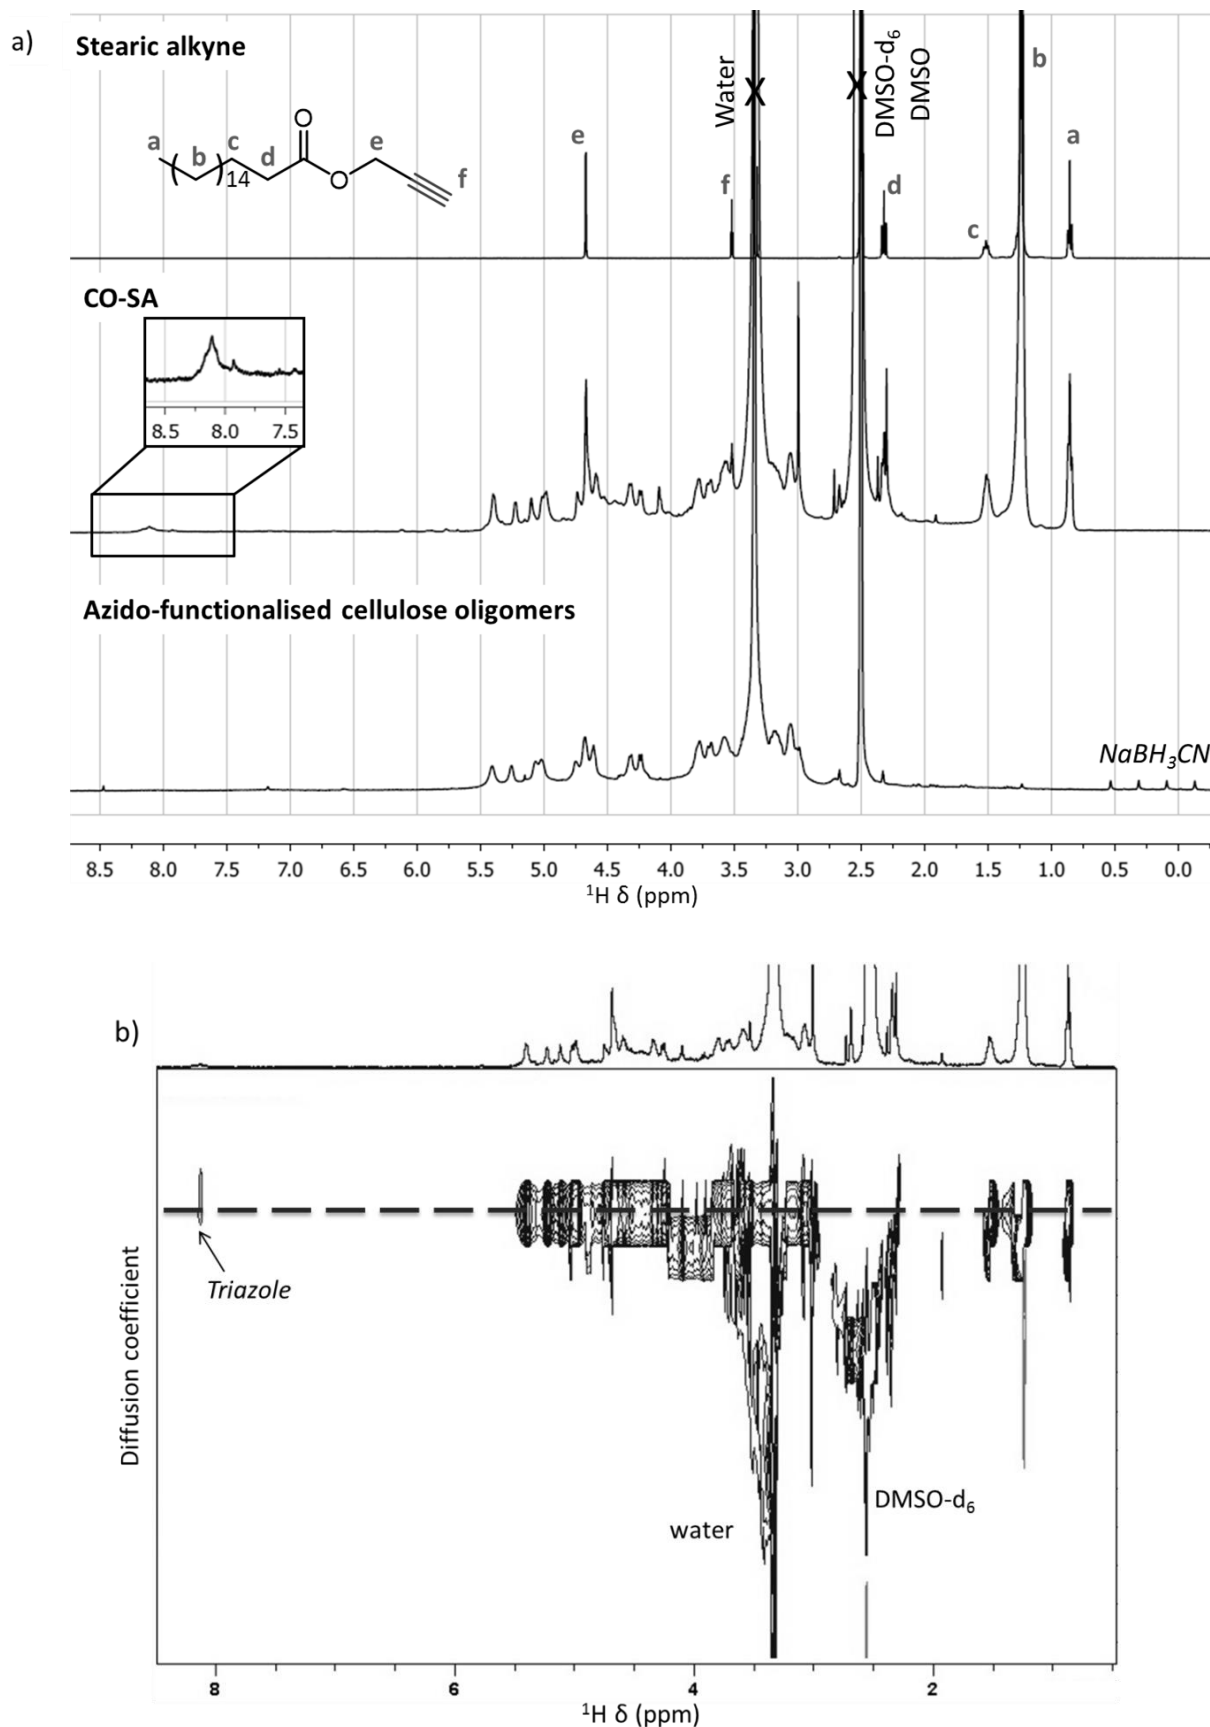 a)
Stearic alkyne
Water
DMSO-d6
DMSO
b
a
c
e
e
a
b
d
O
O
14
f
f
d
c
CO-SA
8.5 8.0 7.5
Azido-functionalised cellulose oligomers
NaBH3CN
8.5 8.0 7.5 7.0 6.5 6.0 5.5 5.0 4.5 4.0 3.5 3.0 2.5 2.0 1.5 1.0 0.5 0.0
1H δ (ppm)
b)
Diffusion coefficient
Triazole
DMSO-d6
water
8 6 4 2
1H δ (ppm)